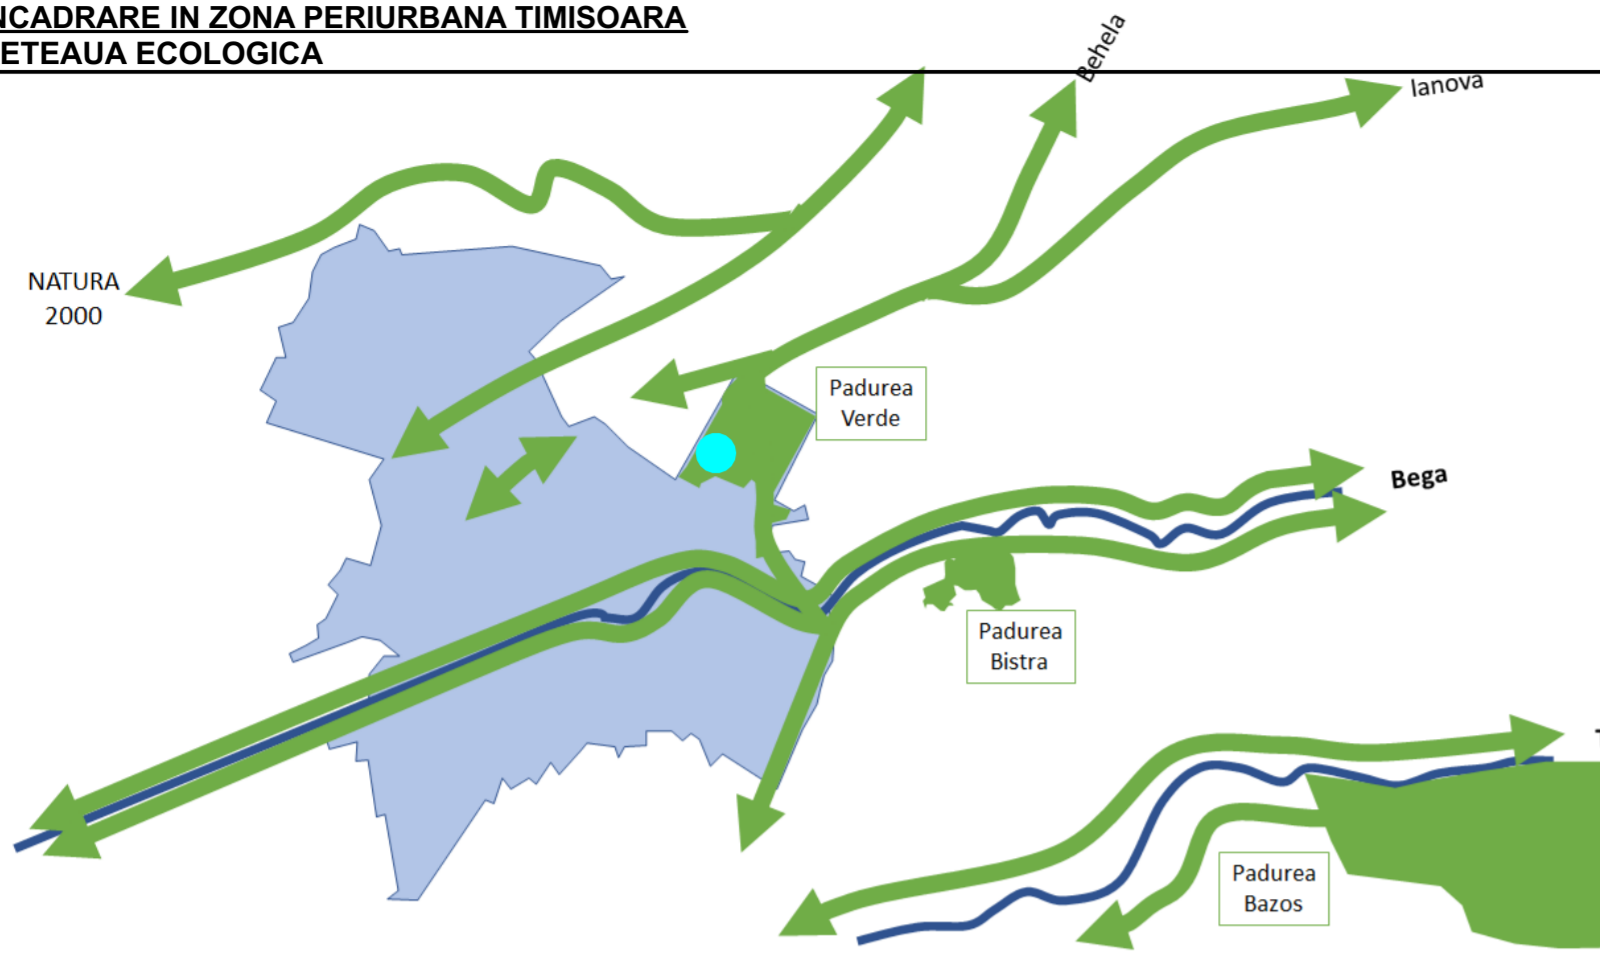 NCADRARE IN ZONA PERIURBANA TIMISOARA
ETEAUA ECOLOGICA
Behela
Ianova
NATURA
2000
Padurea
Verde
Bega
Padurea
Bistra
Padurea
Bazos